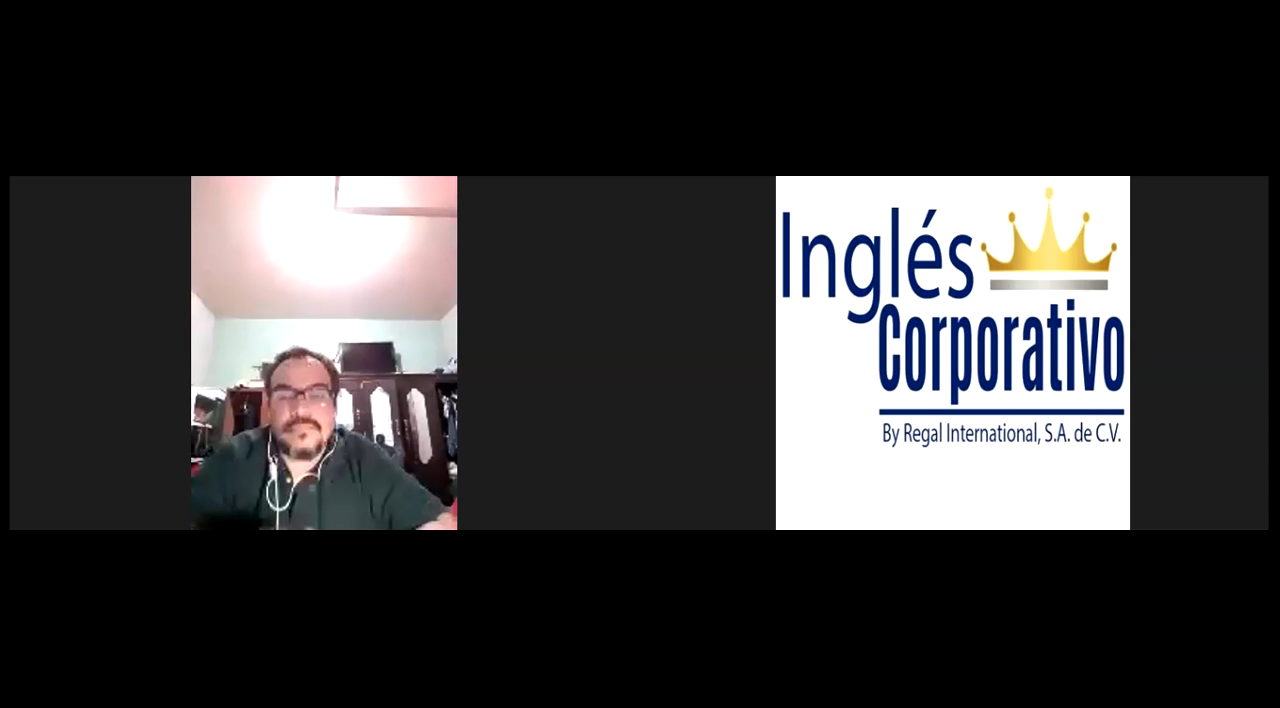 Inglés
Corporativo
By Regal International, S.A. de C.V.